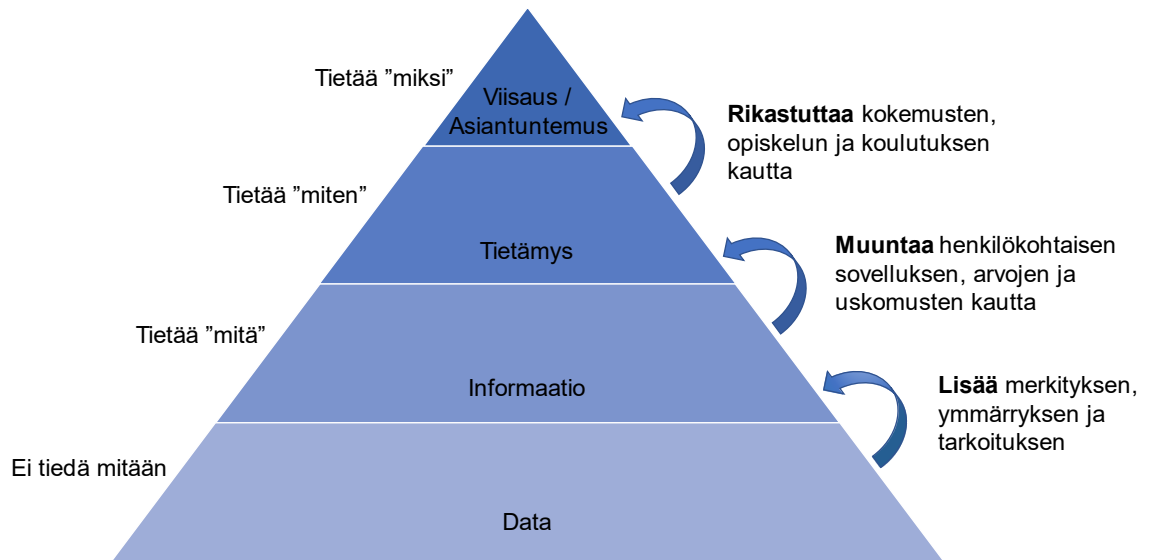 Tietää ”miksi”
Viisaus /
Asiantuntemus
Rikastuttaa kokemusten,
opiskelun ja koulutuksen
kautta
Tietää ”miten”
Tietämys
Muuntaa henkilökohtaisen
sovelluksen, arvojen ja
uskomusten kautta
Tietää ”mitä”
Informaatio
Lisää merkityksen,
ymmärryksen ja
tarkoituksen
Ei tiedä mitään
Data